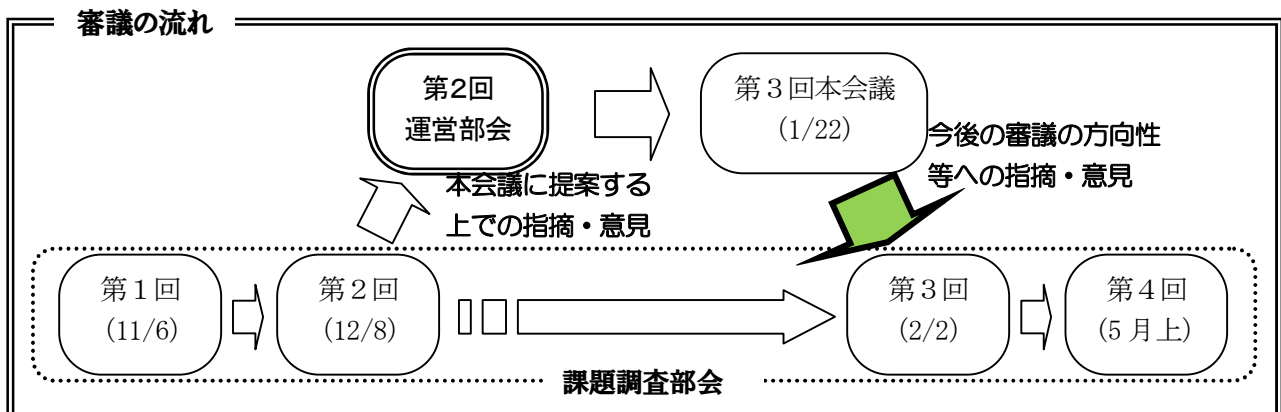 審議の流れ
第2回
運営部会
第３回本会議
(1/22)
今後の審議の方向性
等への指摘・意見
本会議に提案する
上での指摘・意見
第１回
(11/6)
第２回
(12/8)
第３回
(2/2)
第４回
(5 月上)
課題調査部会